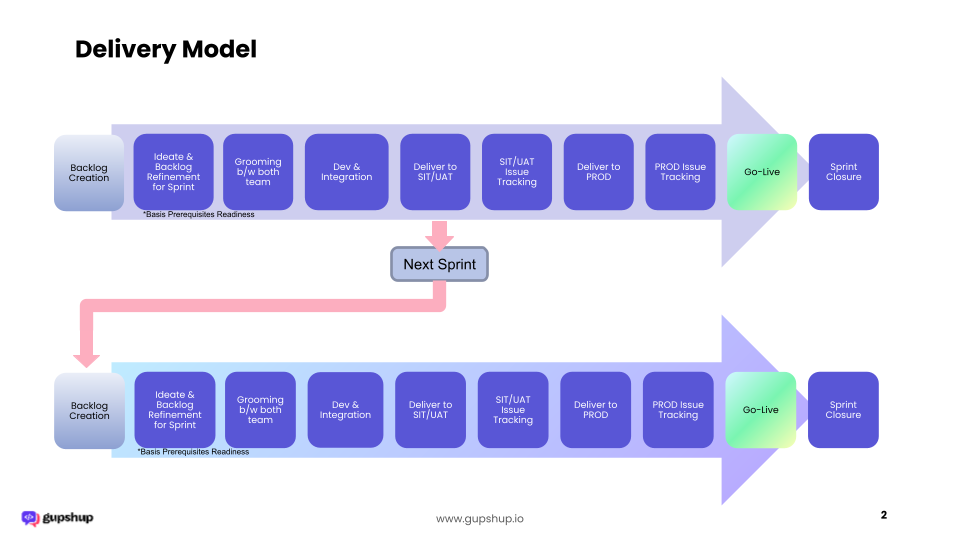 Delivery Model
Backlog
Creation
Ideate &
Backlog
Refinement
for Sprint
Grooming
b/w both
team
Dev &
Integration
Deliver to
SIT/UAT
SIT/UAT
Issue
Tracking
Deliver to
PROD
PROD Issue
Tracking
Go-Live
Sprint
Closure
*Basis Prerequisites Readiness
Next Sprint
Backlog
Creation
Ideate &
Backlog
Refinement
for Sprint
Grooming
b/w both
team
Dev &
Integration
Deliver to
SIT/UAT
SIT/UAT
Issue
Tracking
Deliver to
PROD
PROD Issue
Tracking
Go-Live
Sprint
Closure
*Basis Prerequisites Readiness
gupshup
www.gupshup.io
2